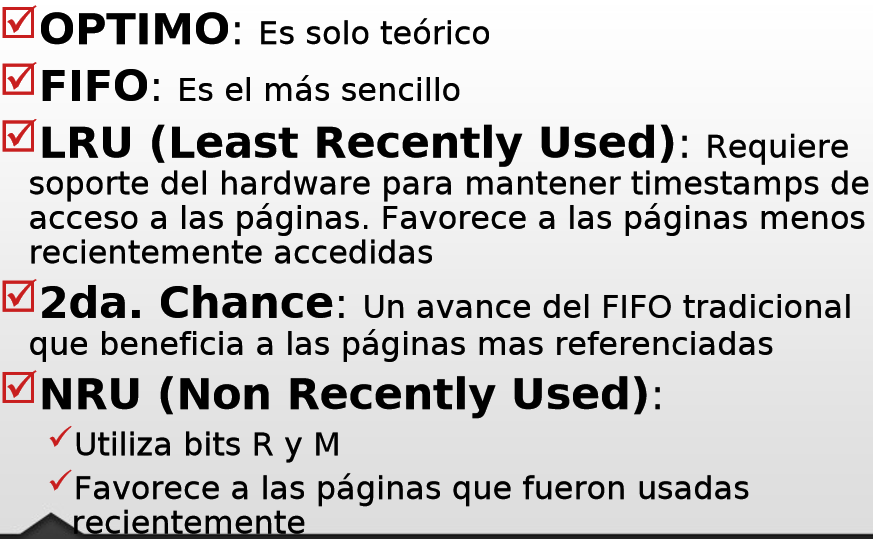 OPTIMO: Es solo teórico
FIFO: Es el más sencillo
LRU (Least Recently Used): Requiere
soporte del hardware para mantener timestamps de
acceso a las páginas. Favorece a las páginas menos
recientemente accedidas
2da. Chance: Un avance del FIFO tradicional
que beneficia a las páginas mas referenciadas
NRU (Non Recently Used):
Utiliza bits R y M
Favorece a las páginas que fueron usadas
recientemente